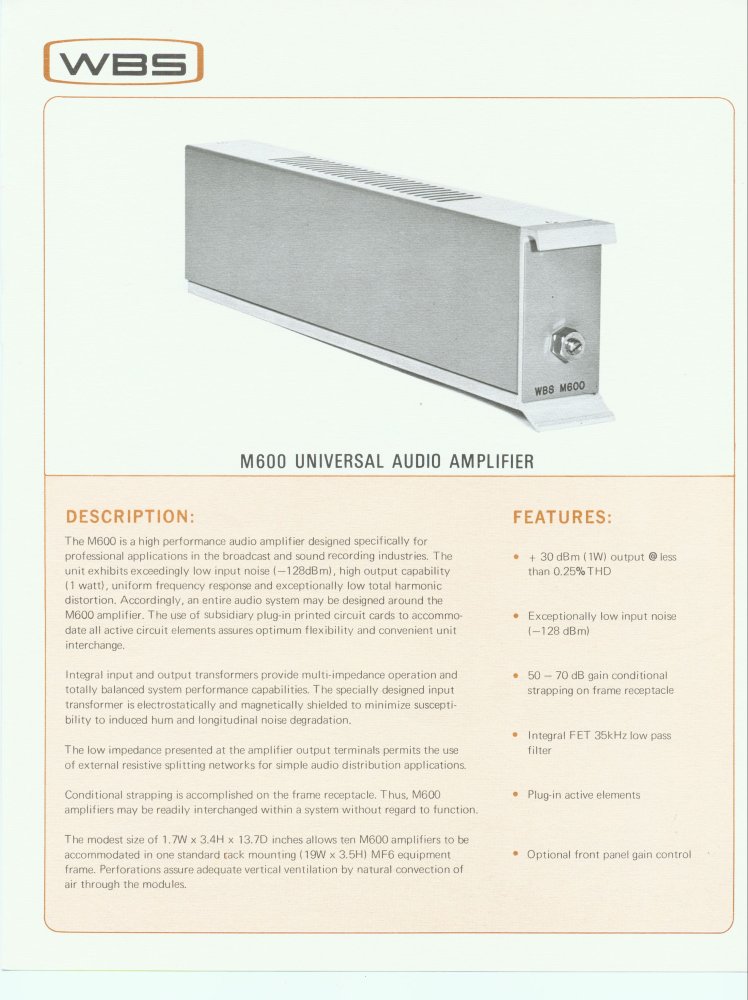 WBS
WBS M600
M600 UNIVERSAL AUDIO AMPLIFIER
DESCRIPTION:
The M600 is a high performance audio amplifier designed specifically for
professional applications in the broadcast and sound recording industries. The
unit exhibits exceedingly low input noise (−128dBm), high output capability
(1 watt), uniform frequency response and exceptionally low total harmonic
distortion. Accordingly, an entire audio system may be designed around the
M600 amplifier. The use of subsidiary plug-in printed circuit cards to accommo-
date all active circuit elements assures optimum flexibility and convenient unit
interchange.
Integral input and output transformers provide multi-impedance operation and
totally balanced system performance capabilities. The specially designed input
transformer is electrostatically and magnetically shielded to minimize suscepti-
bility to induced hum and longitudinal noise degradation.
The low impedance presented at the amplifier output terminals permits the use
of external resistive splitting networks for simple audio distribution applications.
Conditional strapping is accomplished on the frame receptacle. Thus, M600
amplifiers may be readily interchanged within a system without regard to function.
The modest size of 1.7W x 3.4H x 13.7D inches allows ten M600 amplifiers to be
accommodated in one standard rack mounting (19W x 3.5H) MF6 equipment
frame. Perforations assure adequate vertical ventilation by natural convection of
air through the modules.
FEATURES:
• + 30 dBm (1W) output @ less
than 0.25% THD
• Exceptionally low input noise
(−128 dBm)
• 50 − 70 dB gain conditional
strapping on frame receptacle
• Integral FET 35kHz low pass
filter
• Plug-in active elements
• Optional front panel gain control